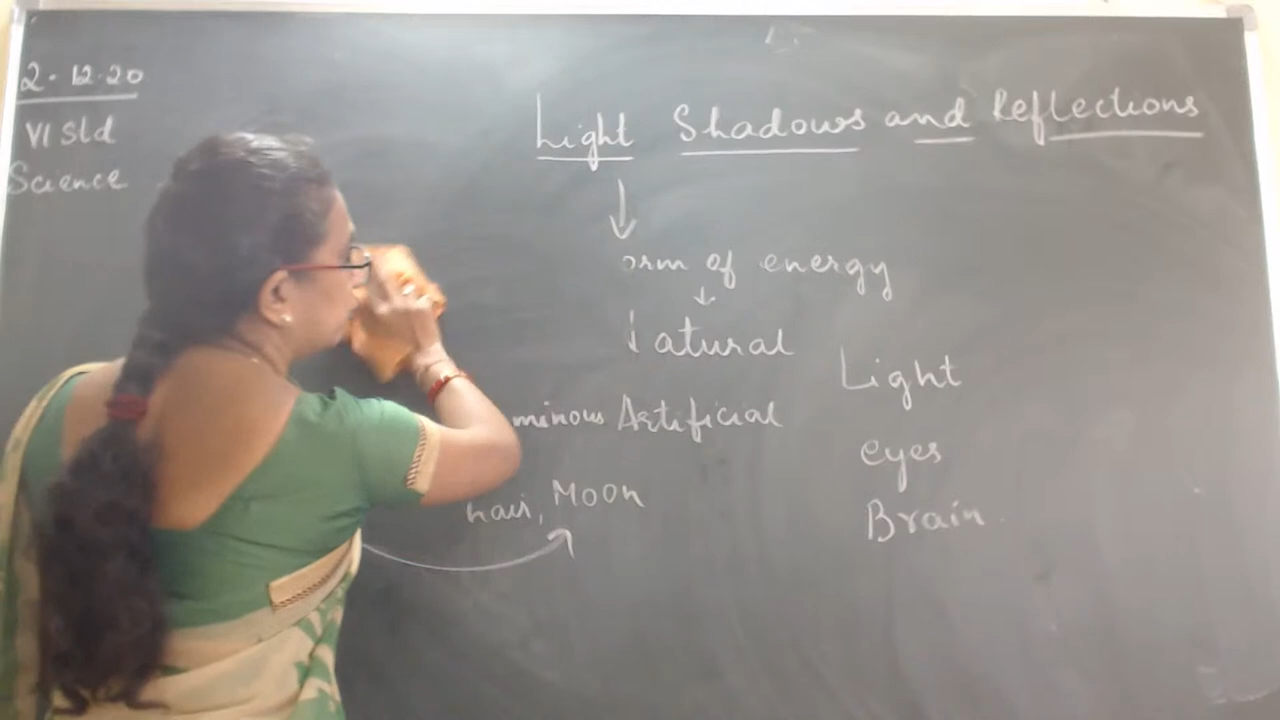 2.12.20
VI Std
Science
Light Shadows and Reflections
orm of energy
atural
Light
minous Artificial
eyes
hair, Moon
Brain